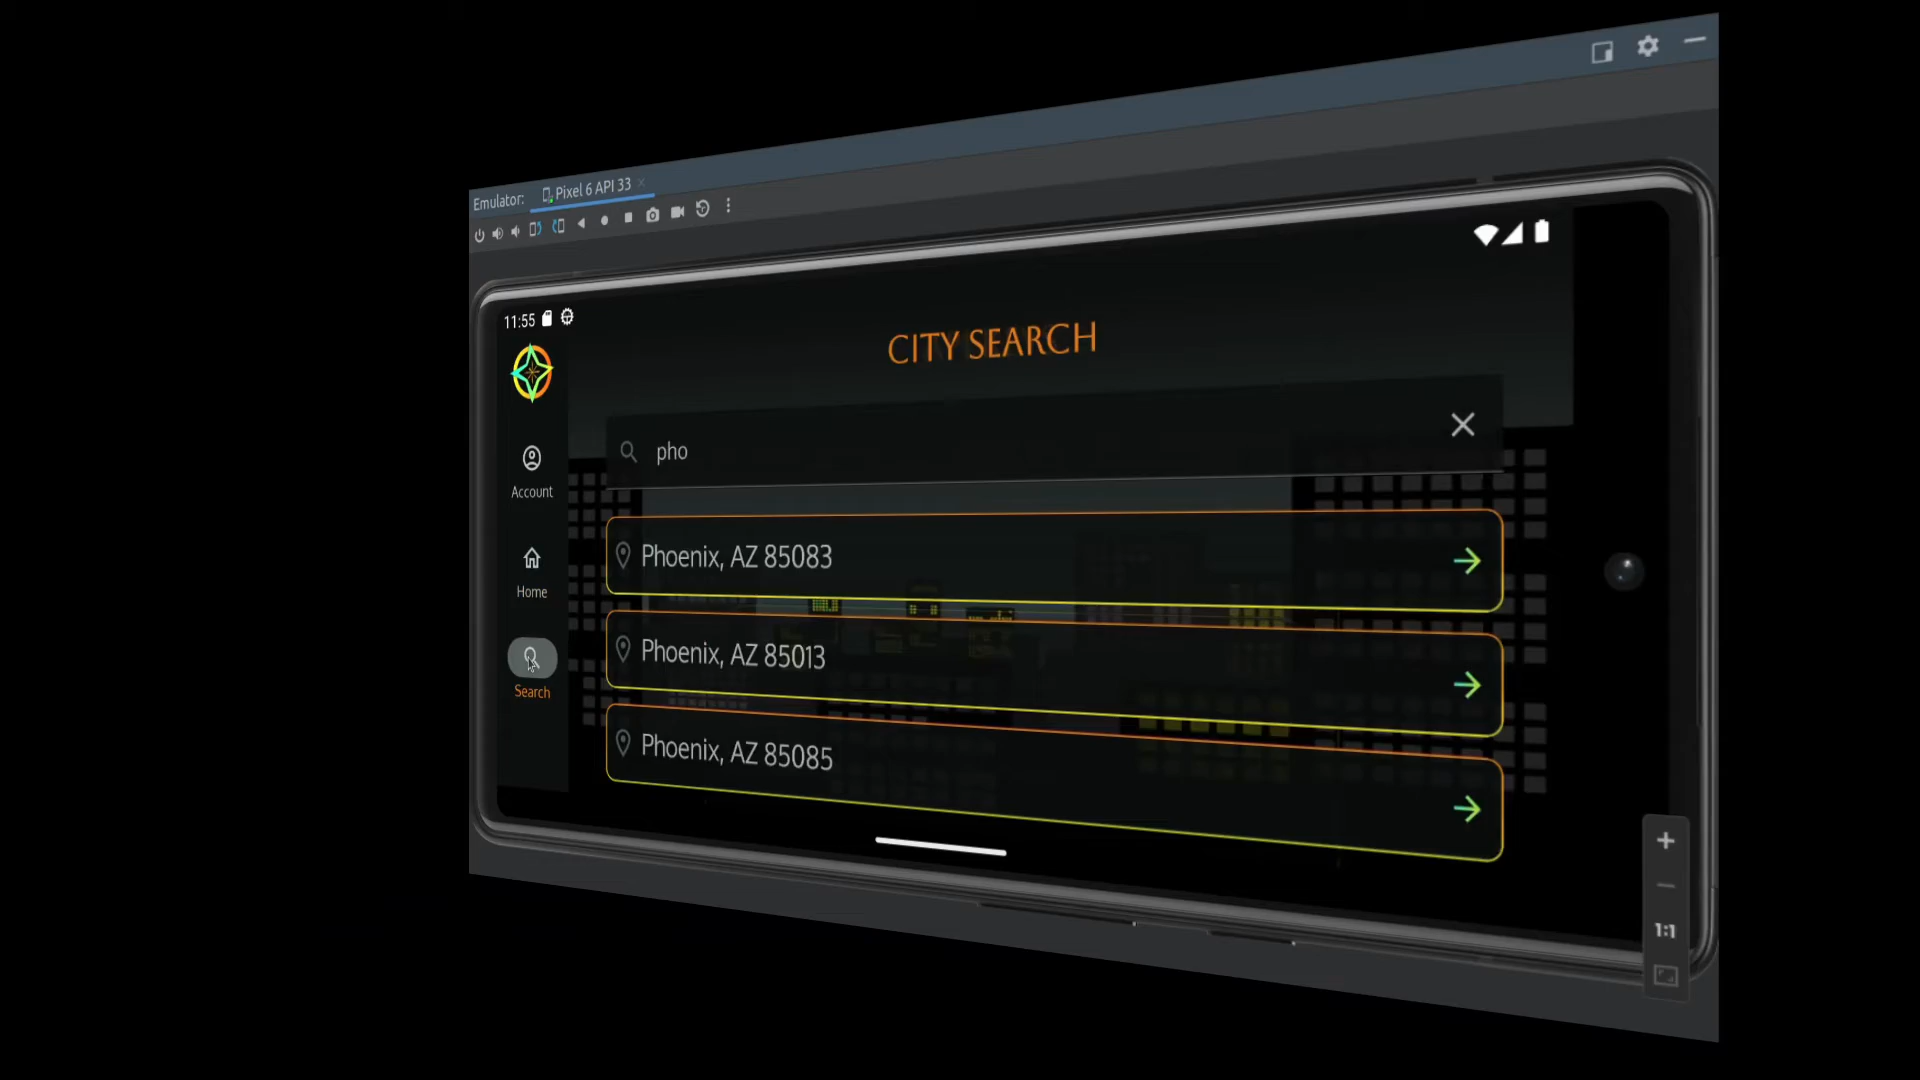 Emulator: Pixel 6 API 33
11:55
CITY SEARCH
pho
Account
Home
Search
Phoenix, AZ 85083
Phoenix, AZ 85013
Phoenix, AZ 85085
1:1